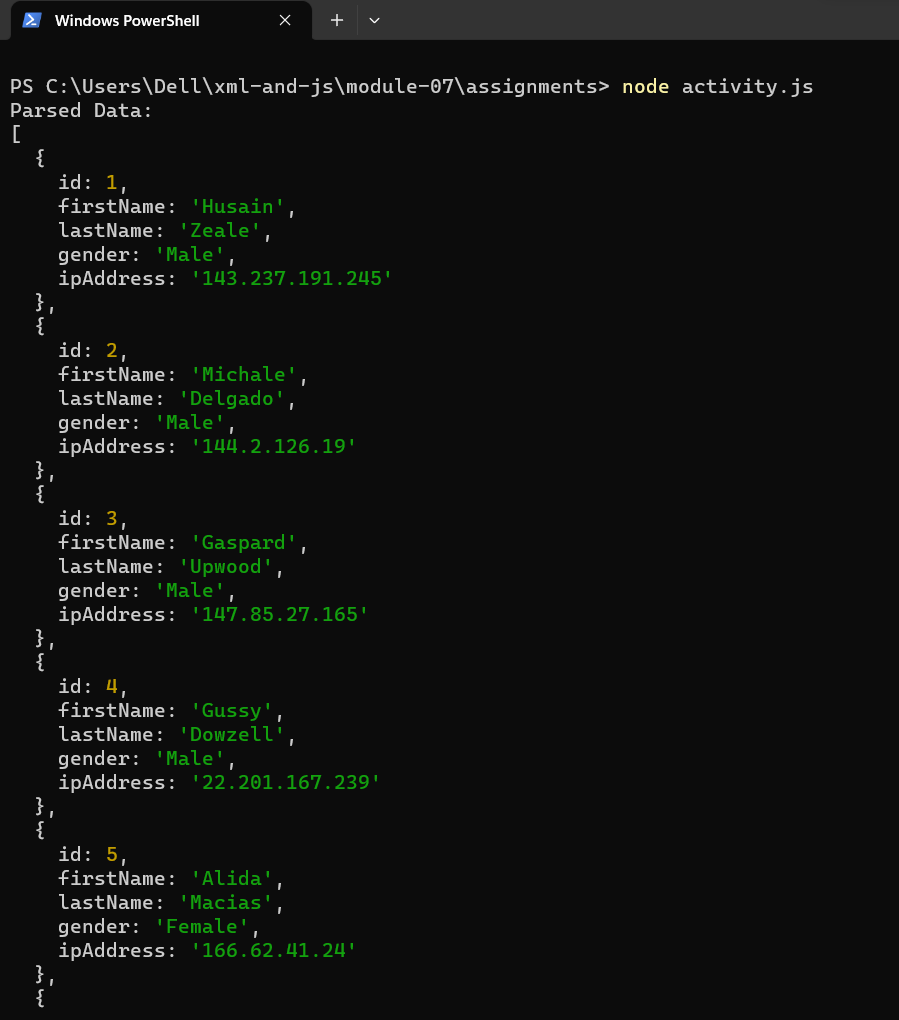 Windows PowerShell
PS C:\Users\Dell\xml-and-js\module-07\assignments> node activity.js
Parsed Data:
[
  {
    id: 1,
    firstName: 'Husain',
    lastName: 'Zeale',
    gender: 'Male',
    ipAddress: '143.237.191.245'
  },
  {
    id: 2,
    firstName: 'Michale',
    lastName: 'Delgado',
    gender: 'Male',
    ipAddress: '144.2.126.19'
  },
  {
    id: 3,
    firstName: 'Gaspard',
    lastName: 'Upwood',
    gender: 'Male',
    ipAddress: '147.85.27.165'
  },
  {
    id: 4,
    firstName: 'Gussy',
    lastName: 'Dowzell',
    gender: 'Male',
    ipAddress: '22.201.167.239'
  },
  {
    id: 5,
    firstName: 'Alida',
    lastName: 'Macias',
    gender: 'Female',
    ipAddress: '166.62.41.24'
  },
  {